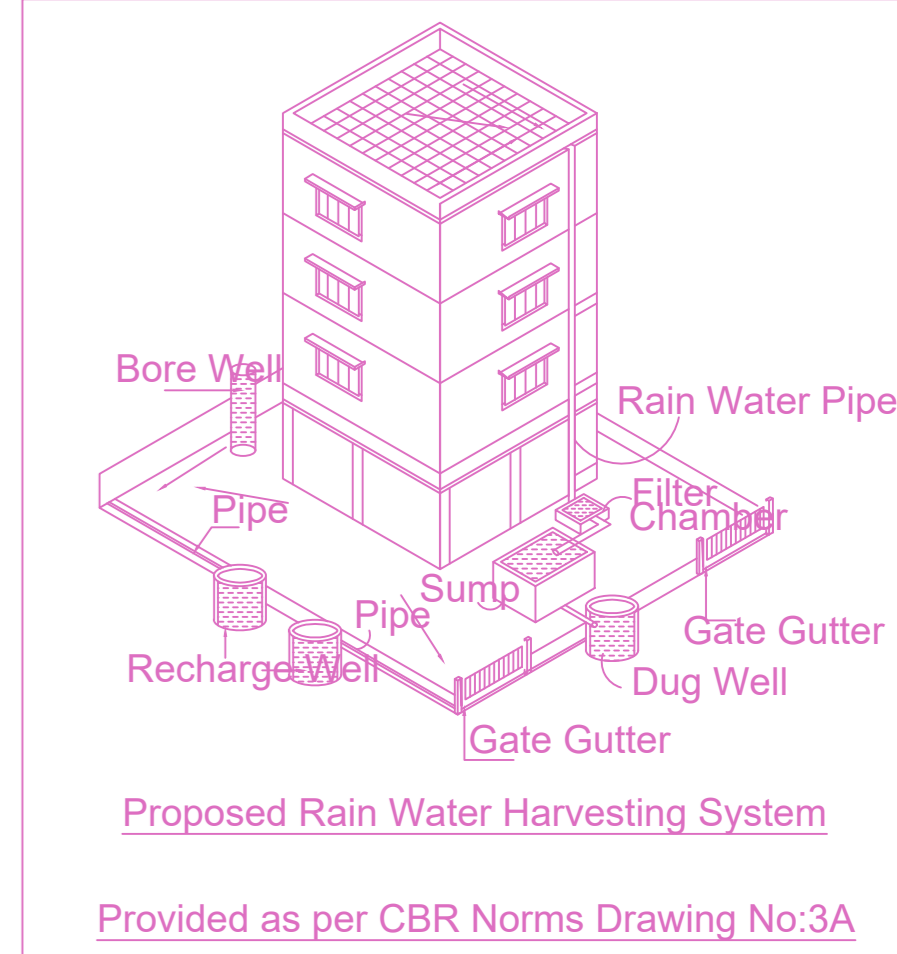 Bore Well
Rain Water Pipe
Filter
Chamber
Pipe
Sump
Pipe
Gate Gutter
Recharge Well
Dug Well
Gate Gutter
Proposed Rain Water Harvesting System
Provided as per CBR Norms Drawing No:3A